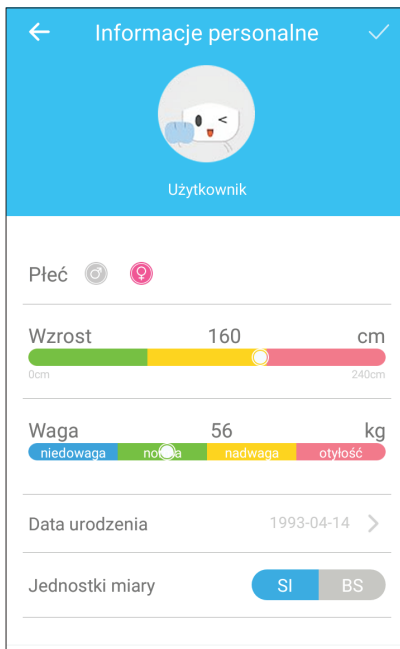 Informacje personalne
Użytkownik
Płeć
Wzrost 160 cm
0cm 240cm
Waga 56 kg
niedowaga norma nadwaga otyłość
Data urodzenia 1993-04-14
Jednostki miary SI BS